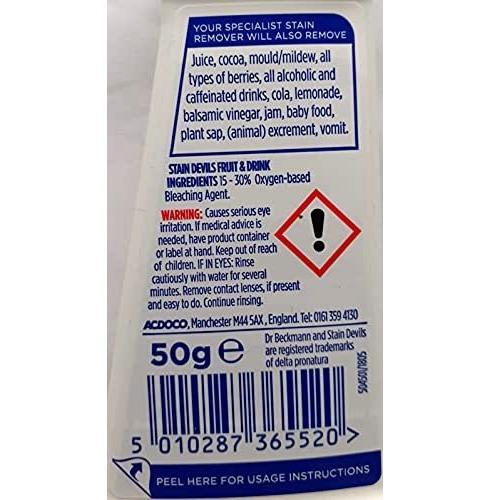 YOUR SPECIALIST STAIN
REMOVER WILL ALSO REMOVE
Juice, cocoa, mould/mildew, all
types of berries, all alcoholic and
caffeinated drinks, cola, lemonade,
balsamic vinegar, jam, baby food,
plant sap, (animal) excrement, vomit.
STAIN DEVILS FRUIT & DRINK
INGREDIENTS 15 - 30% Oxygen-based
Bleaching Agent.
WARNING: Causes serious eye
irritation. If medical advice is
needed, have product container
or label at hand. Keep out of reach
of children. IF IN EYES: Rinse
cautiously with water for several
minutes. Remove contact lenses, if present
and easy to do. Continue rinsing.
ACDOCO, Manchester M44 5AX, England. Tel: 0161 359 4130
50g e
Dr Beckmann and Stain Devils
are registered trademarks
of delta pronatura
504501/1805
5 010287 365520 >
PEEL HERE FOR USAGE INSTRUCTIONS